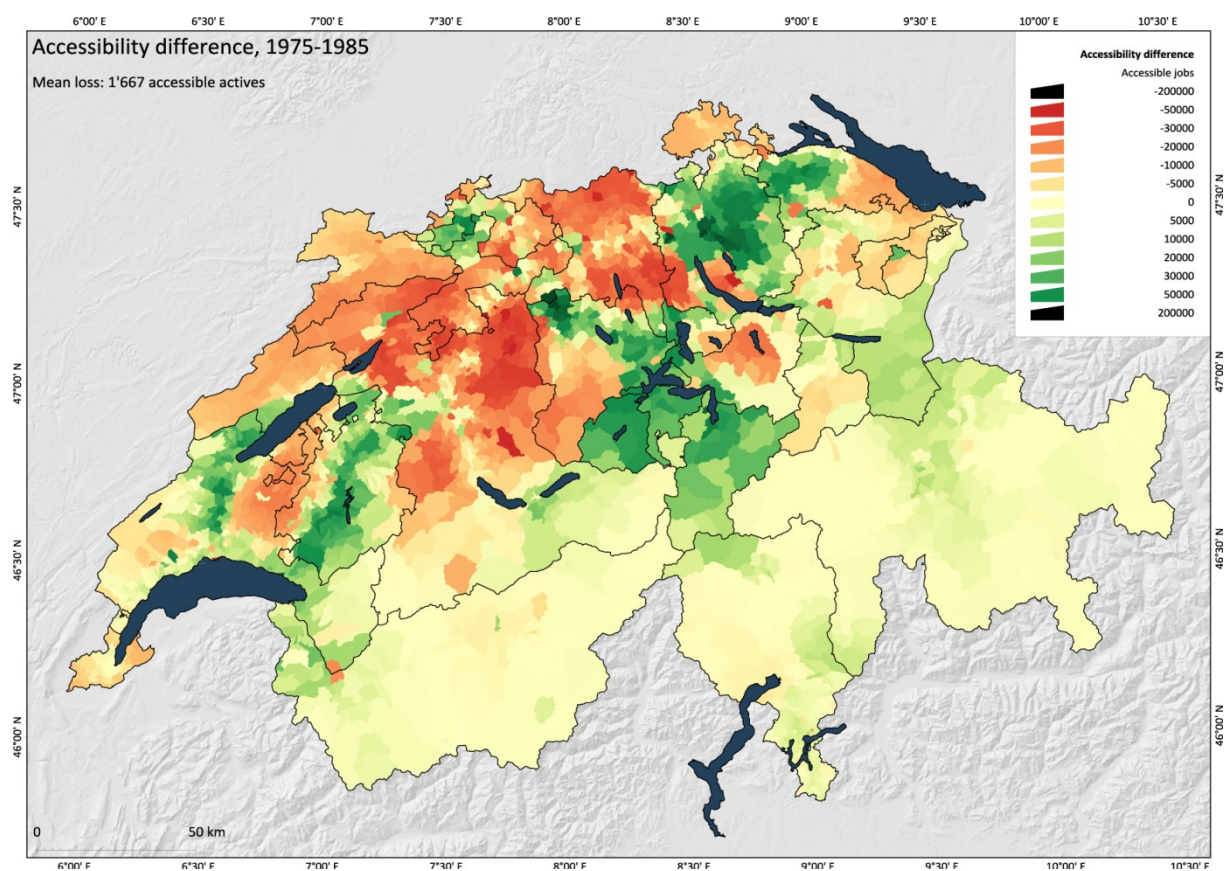 6°00' E 6°30' E 7°00' E 7°30' E 8°00' E 8°30' E 9°00' E 9°30' E 10°00' E 10°30' E
Accessibility difference, 1975-1985
Mean loss: 1'667 accessible actives
Accessibility difference
Accessible jobs
-200000
-50000
-30000
-20000
-10000
-5000
0
5000
10000
20000
30000
50000
200000
47°30' N
47°00' N
46°30' N
46°00' N
47°30' N
47°00' N
46°30' N
46°00' N
0 50 km
6°00' E 6°30' E 7°00' E 7°30' E 8°00' E 8°30' E 9°00' E 9°30' E 10°00' E 10°30' E